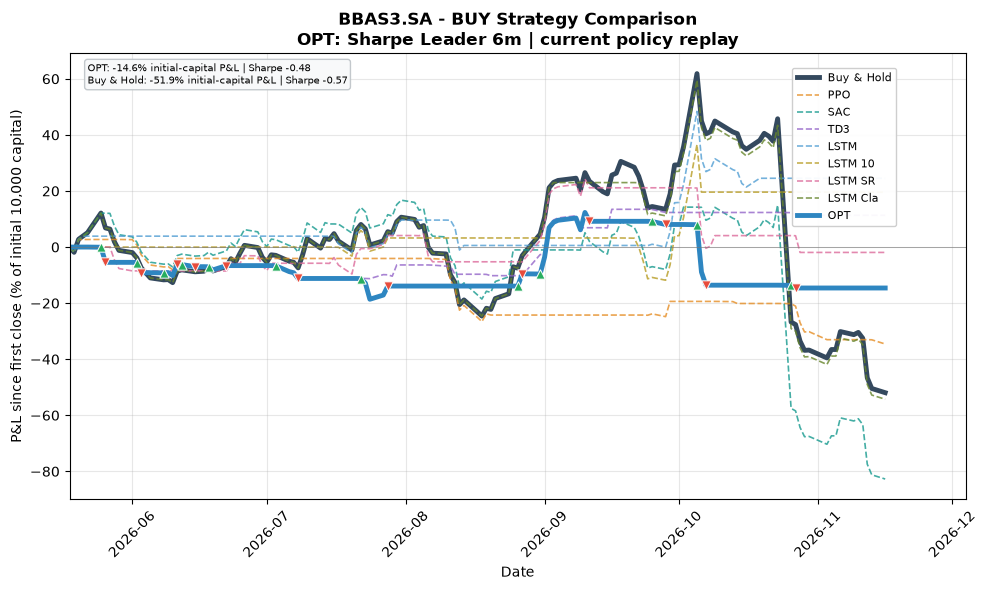 BBAS3.SA - BUY Strategy Comparison
OPT: Sharpe Leader 6m | current policy replay
OPT: -14.6% initial-capital P&L | Sharpe -0.48
Buy & Hold: -51.9% initial-capital P&L | Sharpe -0.57
Buy & Hold
PPO
SAC
TD3
LSTM
LSTM 10
LSTM SR
LSTM Cla
OPT
P&L since first close (% of initial 10,000 capital)
60
40
20
0
−20
−40
−60
−80
2026-06
2026-07
2026-08
2026-09
2026-10
2026-11
2026-12
Date